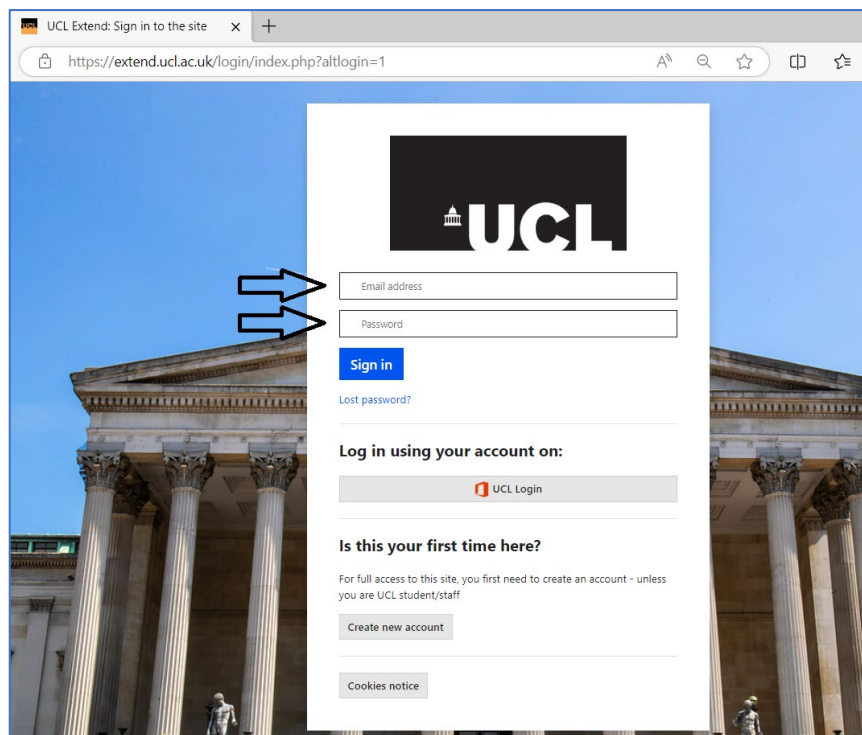 UCL UCL Extend: Sign in to the site
https://extend.ucl.ac.uk/login/index.php?altlogin=1
UCL
Email address
Password
Sign in
Lost password?
Log in using your account on:
UCL Login
Is this your first time here?
For full access to this site, you first need to create an account - unless
you are UCL student/staff
Create new account
Cookies notice